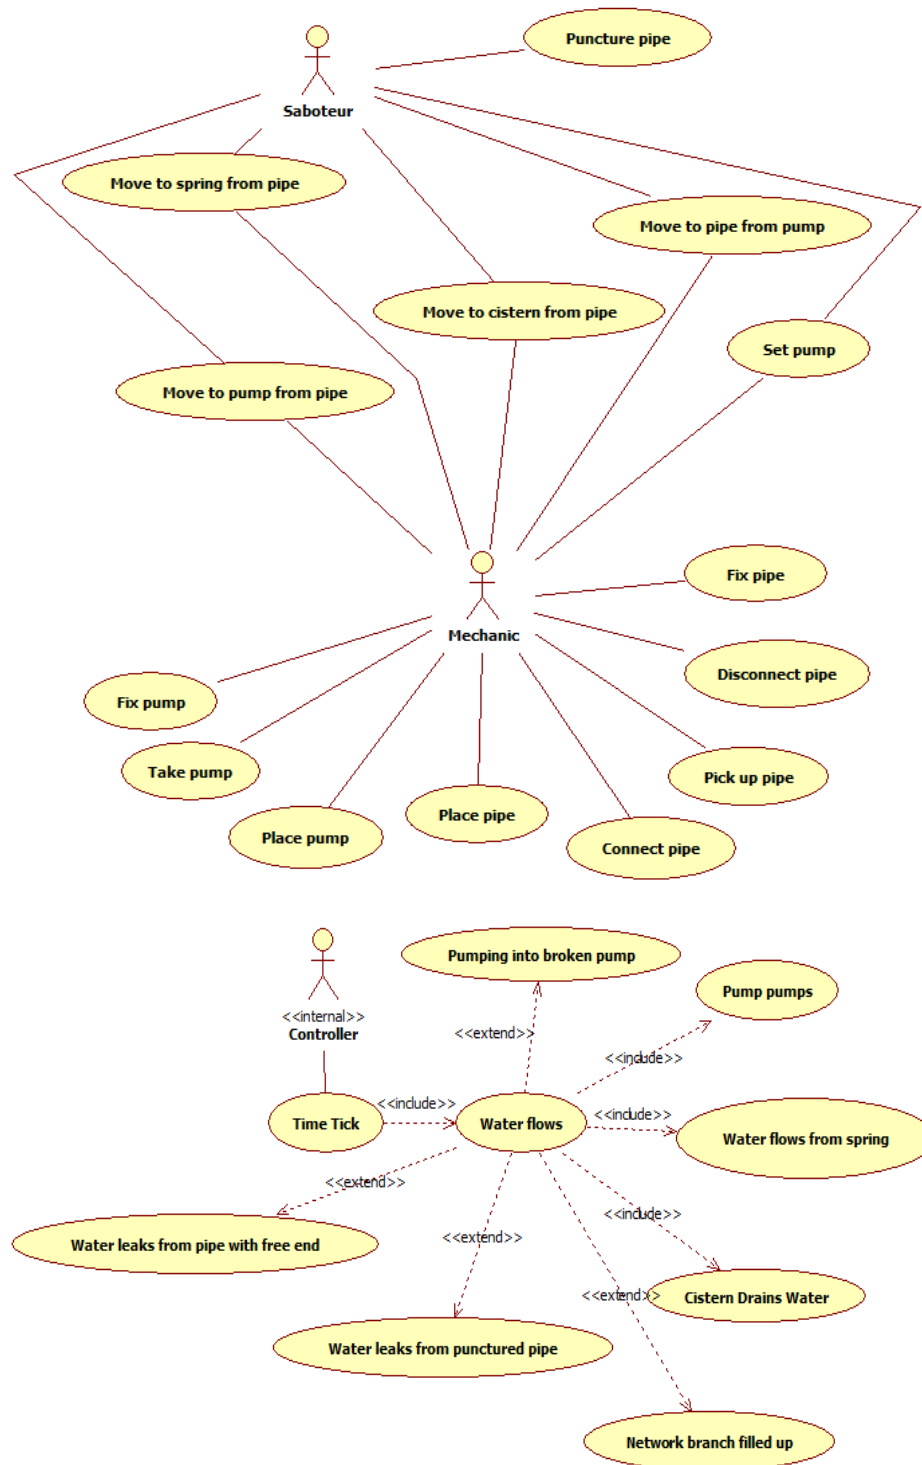 Puncture pipe
Saboteur
Move to spring from pipe
Move to pipe from pump
Move to cistern from pipe
Set pump
Move to pump from pipe
Fix pipe
Mechanic
Disconnect pipe
Fix pump
Take pump
Pick up pipe
Place pipe
Place pump
Connect pipe
Pumping into broken pump
Pump pumps
<<internal>>
Controller
<<extend>>
<<include>>
<<include>>
<<include>>
Time Tick
Water flows
Water flows from spring
<<extend>>
<<include>>
<<extend>>
Water leaks from pipe with free end
<<extend>>
Cistern Drains Water
Water leaks from punctured pipe
Network branch filled up